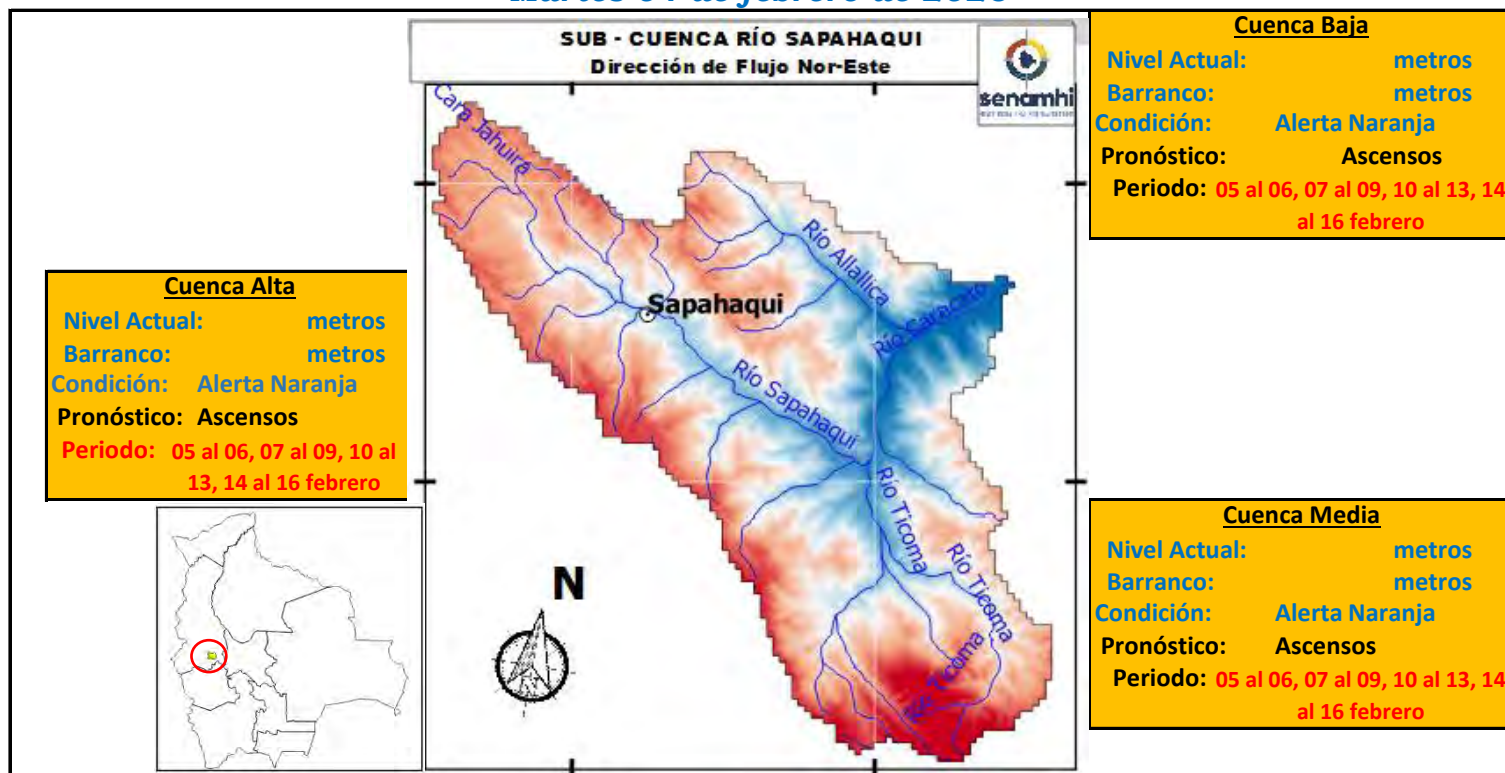 SUB - CUENCA RÍO SAPAHAQUI
Dirección de Flujo Nor-Este
senamhi
Cuenca Baja
Nivel Actual: metros
Barranco: metros
Condición: Alerta Naranja
Pronóstico: Ascensos
Periodo: 05 al 06, 07 al 09, 10 al 13, 14
al 16 febrero
Cuenca Alta
Nivel Actual: metros
Barranco: metros
Condición: Alerta Naranja
Pronóstico: Ascensos
Periodo: 05 al 06, 07 al 09, 10 al
13, 14 al 16 febrero
Cara Jahuira
Río Allallica
Río Caracato
Sapahaqui
Río Sapahaqui
Río Ticoma
Río Ticoma
Río Ticoma
N
Cuenca Media
Nivel Actual: metros
Barranco: metros
Condición: Alerta Naranja
Pronóstico: Ascensos
Periodo: 05 al 06, 07 al 09, 10 al 13, 14
al 16 febrero